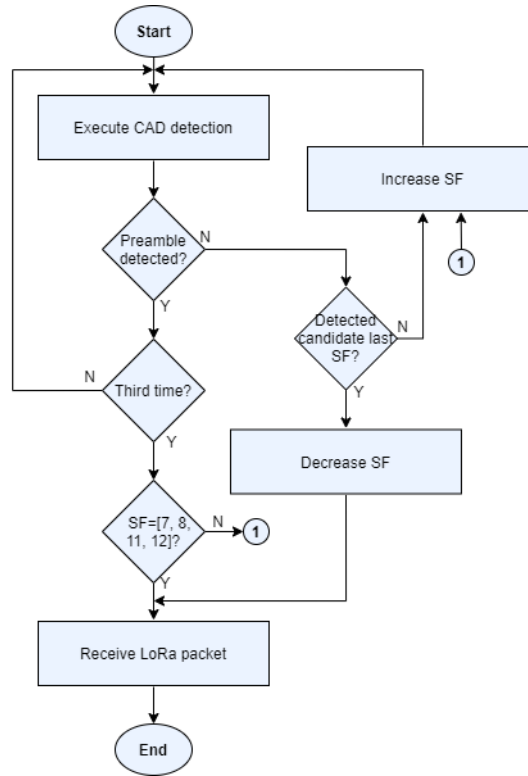 Start
Execute CAD detection
Increase SF
Preamble
detected?
N
Y
1
Detected
candidate last
SF?
N
Y
Third time?
N
Y
Decrease SF
SF=[7, 8,
11, 12]?
N
1
Y
Receive LoRa packet
End